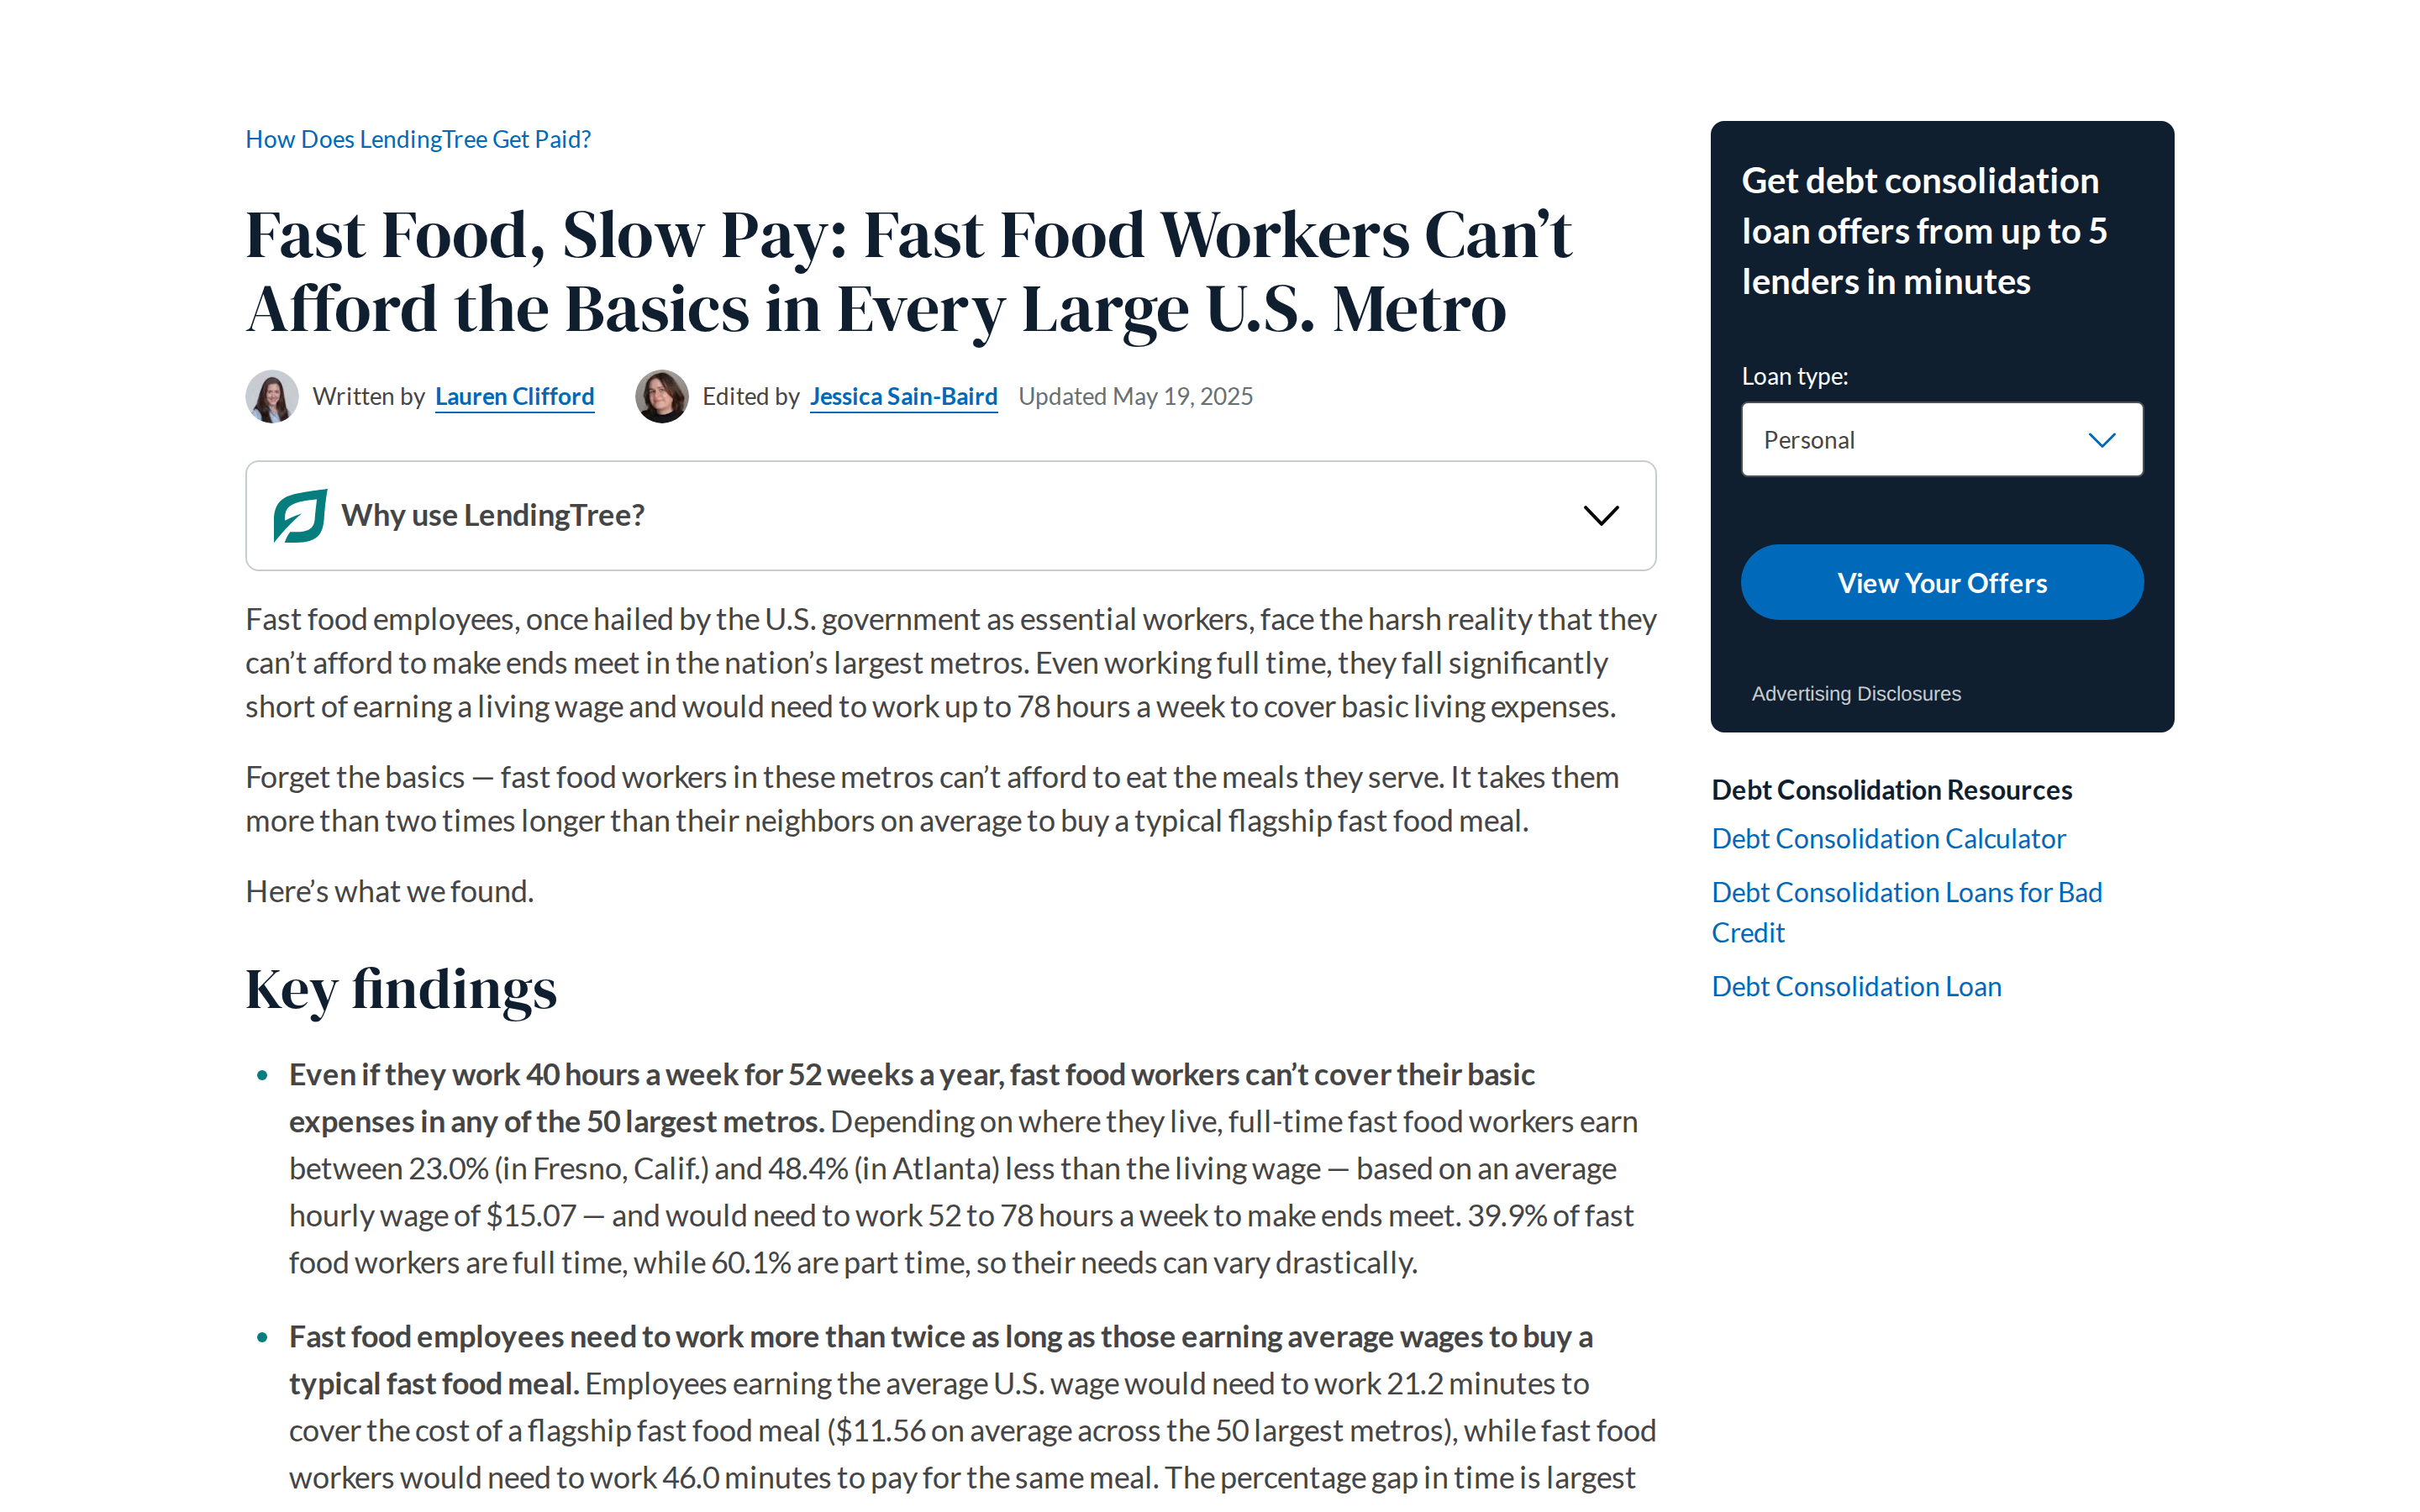 How Does LendingTree Get Paid?
Fast Food, Slow Pay: Fast Food Workers Can’t
Afford the Basics in Every Large U.S. Metro
Written by Lauren Clifford Edited by Jessica Sain-Baird Updated May 19, 2025
Why use LendingTree?
Fast food employees, once hailed by the U.S. government as essential workers, face the harsh reality that they
can’t afford to make ends meet in the nation’s largest metros. Even working full time, they fall significantly
short of earning a living wage and would need to work up to 78 hours a week to cover basic living expenses.
Forget the basics — fast food workers in these metros can’t afford to eat the meals they serve. It takes them
more than two times longer than their neighbors on average to buy a typical flagship fast food meal.
Here’s what we found.
Key findings
• Even if they work 40 hours a week for 52 weeks a year, fast food workers can’t cover their basic
expenses in any of the 50 largest metros. Depending on where they live, full-time fast food workers earn
between 23.0% (in Fresno, Calif.) and 48.4% (in Atlanta) less than the living wage — based on an average
hourly wage of $15.07 — and would need to work 52 to 78 hours a week to make ends meet. 39.9% of fast
food workers are full time, while 60.1% are part time, so their needs can vary drastically.
• Fast food employees need to work more than twice as long as those earning average wages to buy a
typical fast food meal. Employees earning the average U.S. wage would need to work 21.2 minutes to
cover the cost of a flagship fast food meal ($11.56 on average across the 50 largest metros), while fast food
workers would need to work 46.0 minutes to pay for the same meal. The percentage gap in time is largest
Get debt consolidation
loan offers from up to 5
lenders in minutes
Loan type:
Personal
View Your Offers
Advertising Disclosures
Debt Consolidation Resources
Debt Consolidation Calculator
Debt Consolidation Loans for Bad
Credit
Debt Consolidation Loan